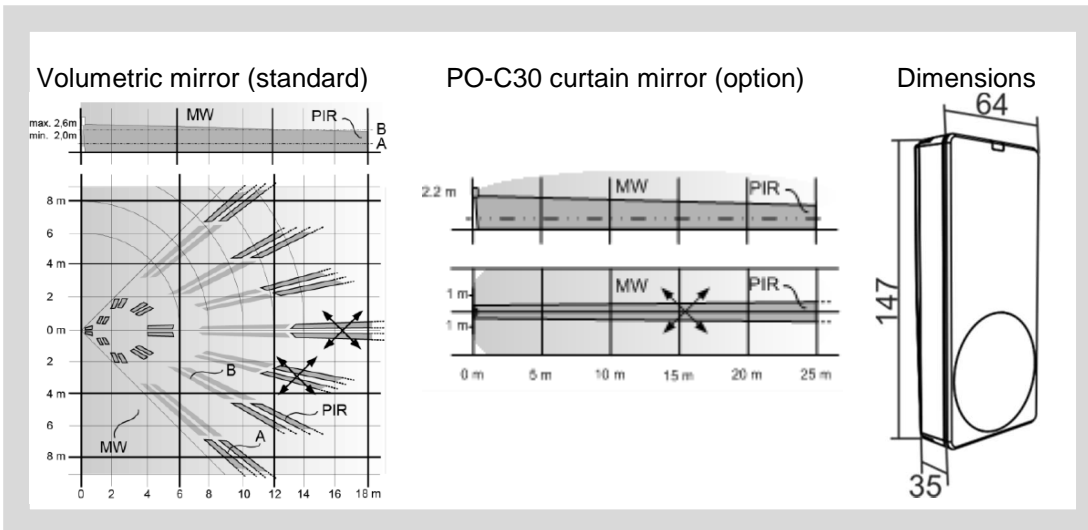 Volumetric mirror (standard)
PO-C30 curtain mirror (option)
Dimensions
MW
PIR
max. 2,6m
min. 2,0m
B
A
8 m
6
4 m
2
0 m
2
4 m
6
8 m
B
PIR
A
MW
0 2 4 6 8 10 12 14 16 18 m
2.2 m
MW
PIR
1 m
1 m
MW
PIR
0 m 5 m 10 m 15 m 20 m 25 m
64
147
35